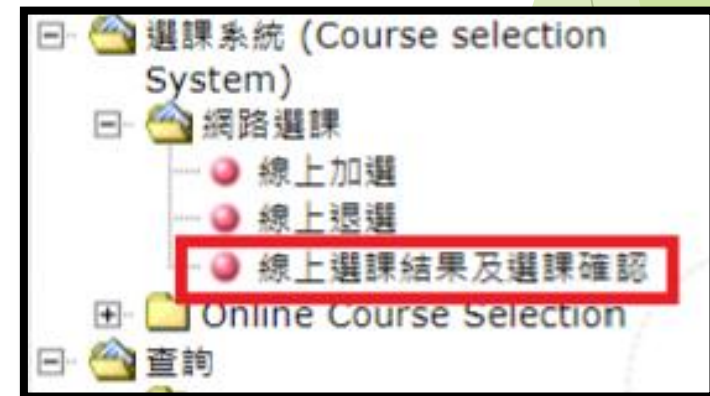 選課系統 (Course selection
System)
網路選課
線上加選
線上退選
線上選課結果及選課確認
Online Course Selection
查詢